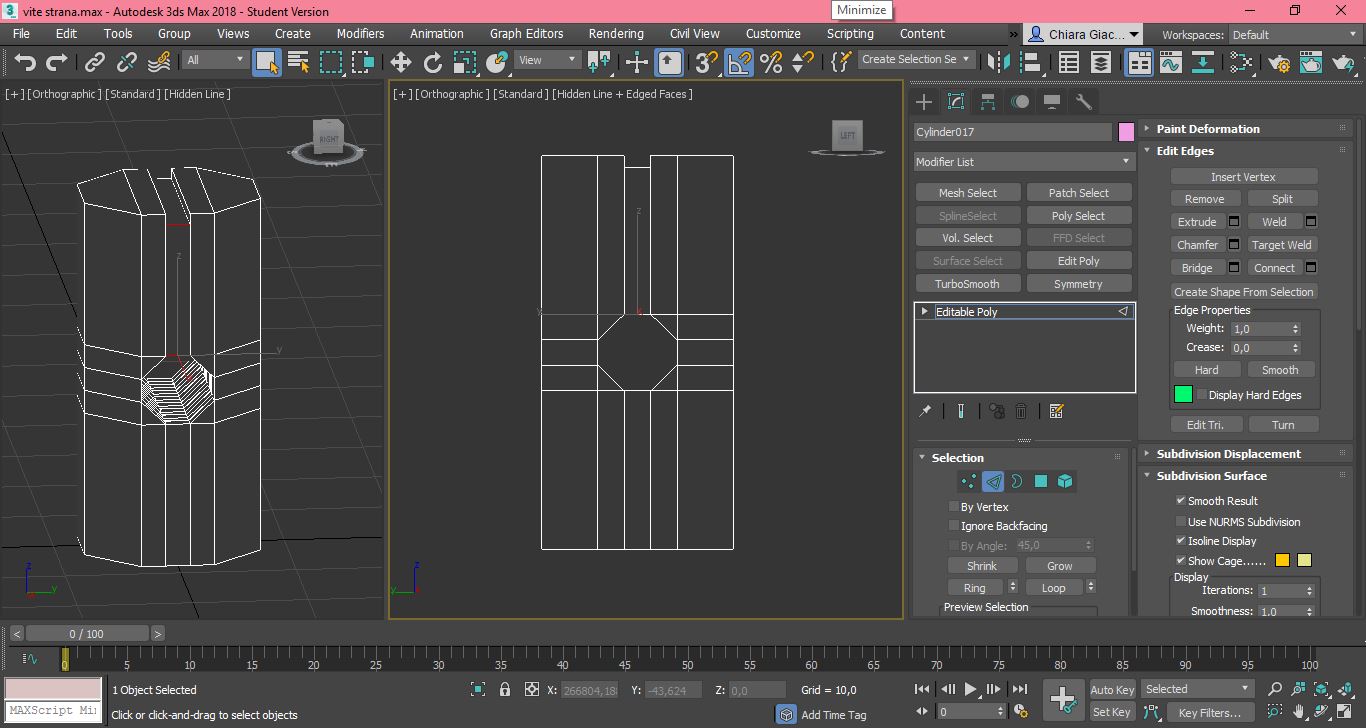 vite strana.max - Autodesk 3ds Max 2018 - Student Version
Minimize
File Edit Tools Group Views Create Modifiers Animation Graph Editors Rendering Civil View Customize Scripting Content » Chiara Giac... Workspaces: Default
All View Create Selection Se
[+] [Orthographic] [Standard] [Hidden Line]
[+] [Orthographic] [Standard] [Hidden Line + Edged Faces]
RIGHT
LEFT
z
y
z
x
z
y
z
y
Cylinder017
Modifier List
Mesh Select Patch Select
SplineSelect Poly Select
Vol. Select FFD Select
Surface Select Edit Poly
TurboSmooth Symmetry
Editable Poly
Selection
By Vertex
Ignore Backfacing
By Angle: 45,0
Shrink Grow
Ring Loop
Preview Selection
Paint Deformation
Edit Edges
Insert Vertex
Remove Split
Extrude Weld
Chamfer Target Weld
Bridge Connect
Create Shape From Selection
Edge Properties
Weight: 1,0
Crease: 0,0
Hard Smooth
Display Hard Edges
Edit Tri. Turn
Subdivision Displacement
Subdivision Surface
Smooth Result
Use NURMS Subdivision
Isoline Display
Show Cage......
Display
Iterations: 1
Smoothness: 1.0
< 0 / 100 >
0 5 10 15 20 25 30 35 40 45 50 55 60 65 70 75 80 85 90 95 100
1 Object Selected X: 266804,18 Y: -43,624 Z: 0,0 Grid = 10,0 Auto Key Selected
MAXScript Mi Click or click-and-drag to select objects Add Time Tag 0 Set Key Key Filters...